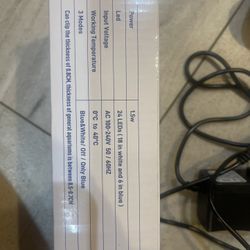 Power 1.5w
Led 24 LEDs ( 18 in white and 6 in blue )
Input Voltage AC 100-240V 50 / 60HZ
Working Temperature 0°C to 40°C
3 Modes Blue&White/ Off / Only Blue
Can clip the thickness of 0.8CM, thickness of general aquariums is between 0.5-0.7CM